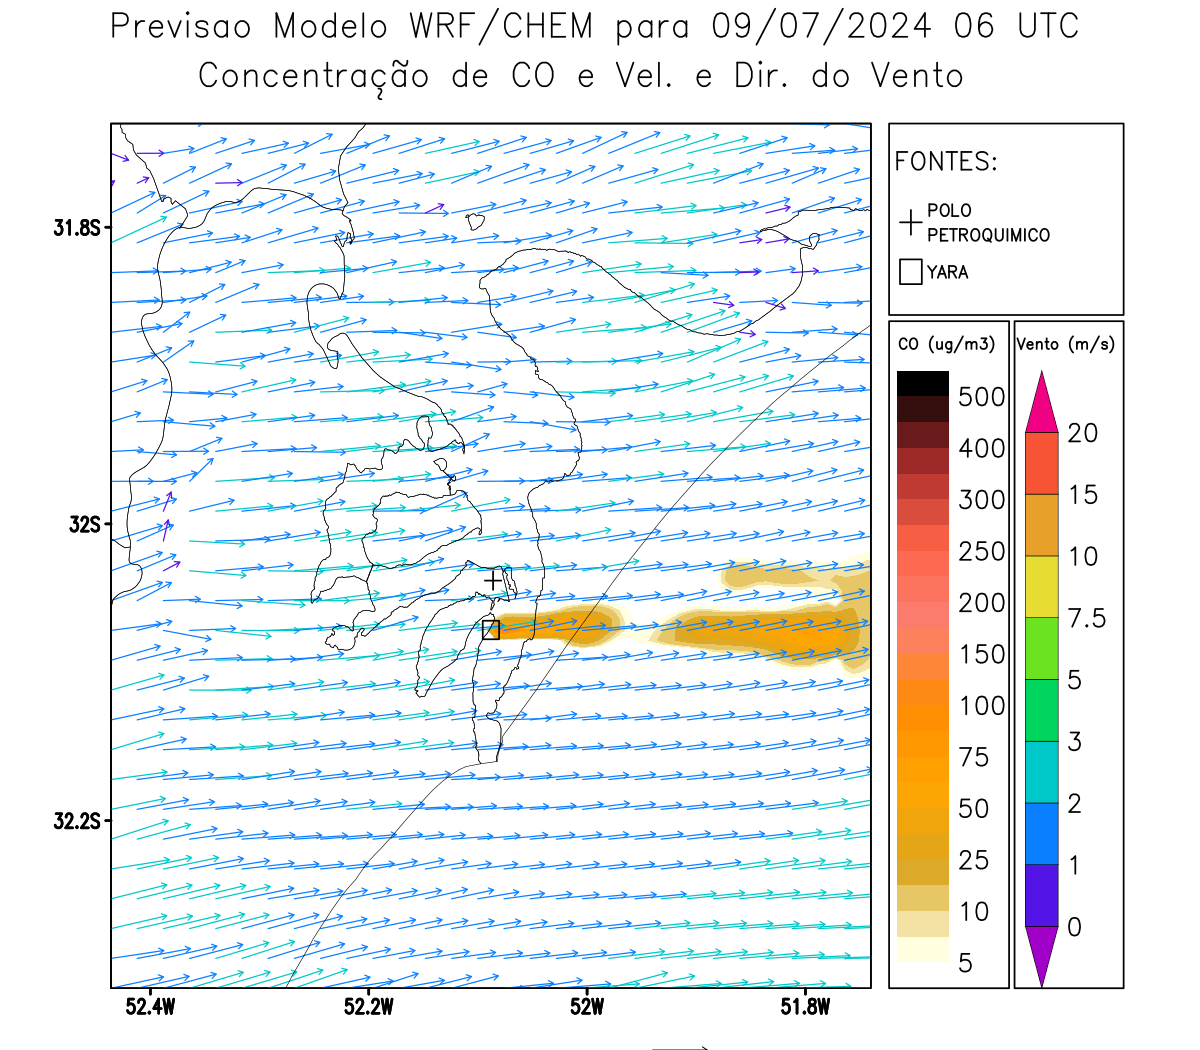 Previsao Modelo WRF/CHEM para 09/07/2024 06 UTC
Concentração de CO e Vel. e Dir. do Vento
FONTES:
POLO
PETROQUIMICO
YARA
CO (ug/m3)
500
400
300
250
200
150
100
75
50
25
10
5
Vento (m/s)
20
15
10
7.5
5
3
2
1
0
31.8S
32S
32.2S
52.4W
52.2W
52W
51.8W